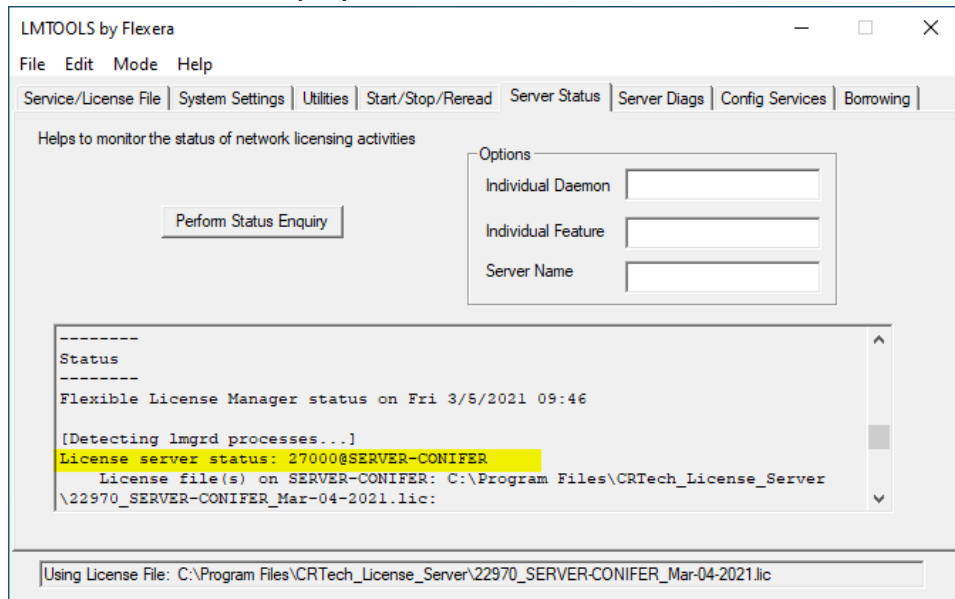 LMTOOLS by Flexera
File Edit Mode Help
Service/License File System Settings Utilities Start/Stop/Reread Server Status Server Diags Config Services Borrowing
Helps to monitor the status of network licensing activities
Options
Individual Daemon
Perform Status Enquiry
Individual Feature
Server Name
--------
Status
--------
Flexible License Manager status on Fri 3/5/2021 09:46
[Detecting lmgrd processes...]
License server status: 27000@SERVER-CONIFER
License file(s) on SERVER-CONIFER: C:\Program Files\CRTech_License_Server
\22970_SERVER-CONIFER_Mar-04-2021.lic:
Using License File: C:\Program Files\CRTech_License_Server\22970_SERVER-CONIFER_Mar-04-2021.lic